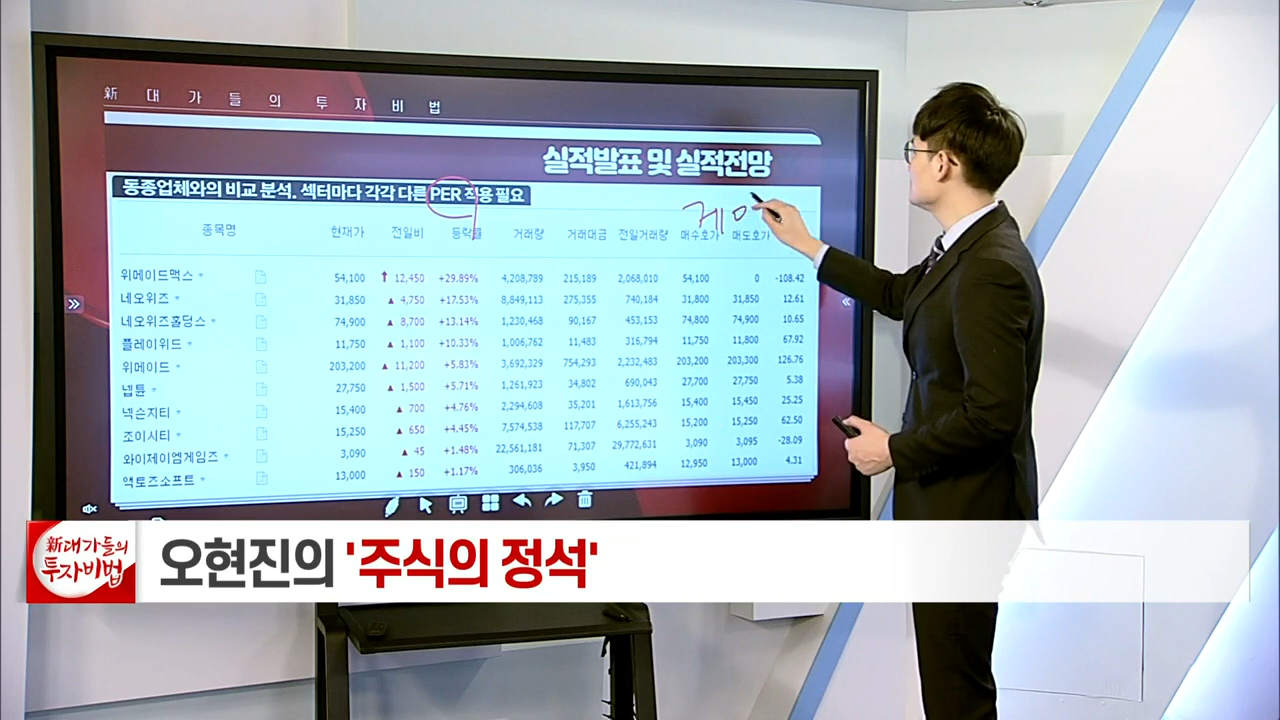 新 대 가 들 의 투 자 비 법
실적발표 및 실적전망
동종업체와의 비교 분석, 섹터마다 각각 다른 PER 적용 필요
게
종목명 현재가 전일비 등락률 거래량 거래대금 전일거래량 매수호가 매도호가
위메이드맥스 54,100 ↑ 12,450 +29.89% 4,208,789 215,189 2,068,010 54,100 0 -108.42
네오위즈 31,850 ▲ 4,750 +17.53% 8,849,113 275,355 740,184 31,800 31,850 12.61
네오위즈홀딩스 74,900 ▲ 8,700 +13.14% 1,230,468 90,167 453,153 74,800 74,900 10.65
플레이위드 11,750 ▲ 1,100 +10.33% 1,006,762 11,483 316,794 11,750 11,800 67.92
위메이드 203,200 ▲ 11,200 +5.83% 3,692,329 754,293 2,232,483 203,200 203,300 126.76
넵튠 27,750 ▲ 1,500 +5.71% 1,261,923 34,802 690,043 27,700 27,750 5.38
넥슨지티 15,400 ▲ 700 +4.76% 2,294,608 35,201 1,613,756 15,400 15,450 25.25
조이시티 15,250 ▲ 650 +4.45% 7,574,538 117,707 6,255,243 15,200 15,250 62.50
와이제이엠게임즈 3,090 ▲ 45 +1.48% 22,561,181 71,307 29,772,631 3,090 3,095 -28.09
액토즈소프트 13,000 ▲ 150 +1.17% 306,036 3,950 421,894 12,950 13,000 4.31
新대가들의
투자비법
오현진의 '주식의 정석'